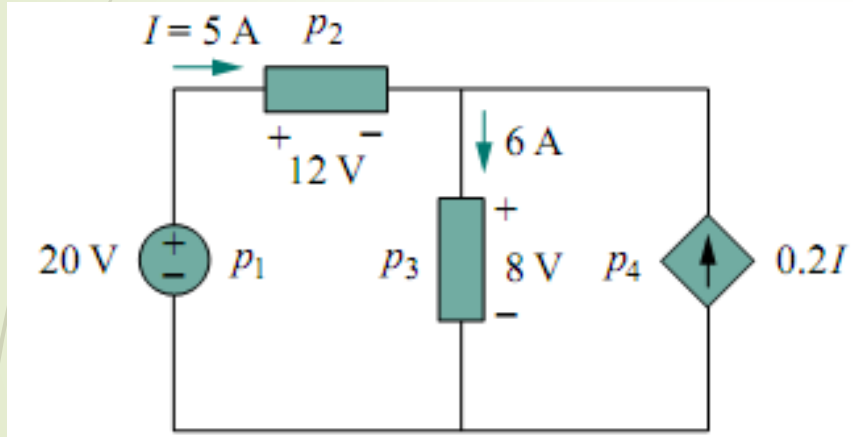 I = 5 A p2
+ −
12 V
6 A
20 V + − p1
p3
+
8 V
−
p4
0.2I